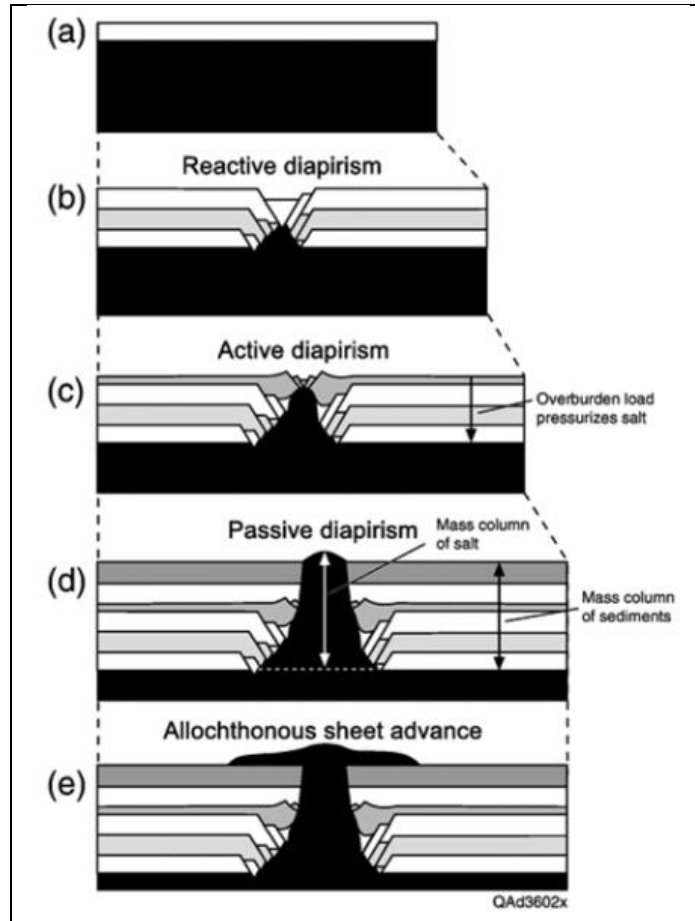 (a)
Reactive diapirism
(b)
Active diapirism
(c)
Overburden load
pressurizes salt
Passive diapirism
Mass column
of salt
(d)
Mass column
of sediments
Allochthonous sheet advance
(e)
QAd3602x